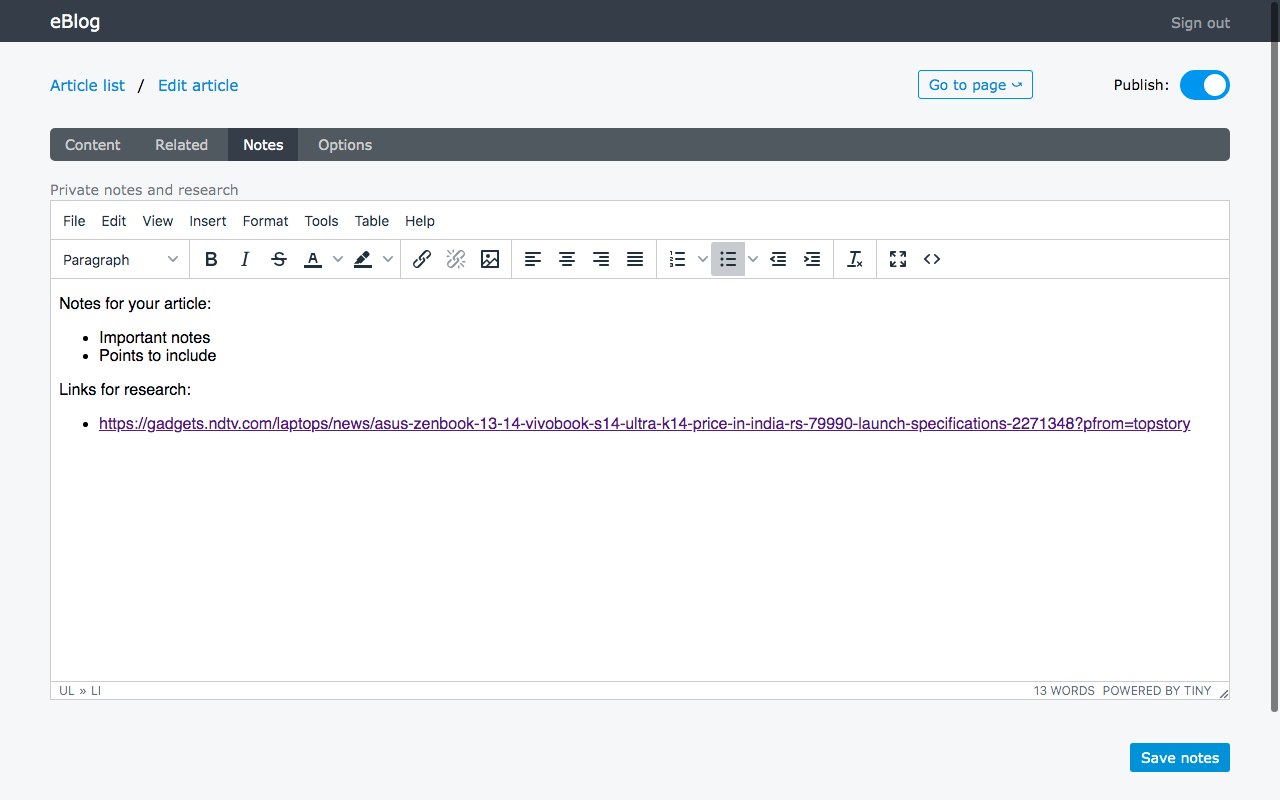 eBlog
Sign out
Article list / Edit article
Go to page
Publish:
Content Related Notes Options
Private notes and research
File Edit View Insert Format Tools Table Help
Paragraph B I S A
Notes for your article:
• Important notes
• Points to include
Links for research:
• https://gadgets.ndtv.com/laptops/news/asus-zenbook-13-14-vivobook-s14-ultra-k14-price-in-india-rs-79990-launch-specifications-2271348?pfrom=topstory
UL » LI
13 WORDS POWERED BY TINY
Save notes